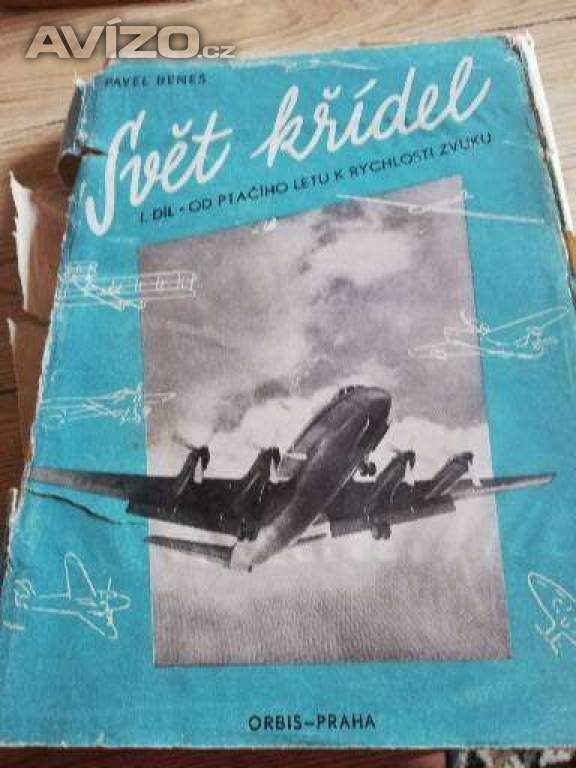 AVÍZO.cz
PAVEL BENEŠ
Svět křídel
I. DÍL • OD PTAČÍHO LETU K RYCHLOSTI ZVUKU
ORBIS–PRAHA